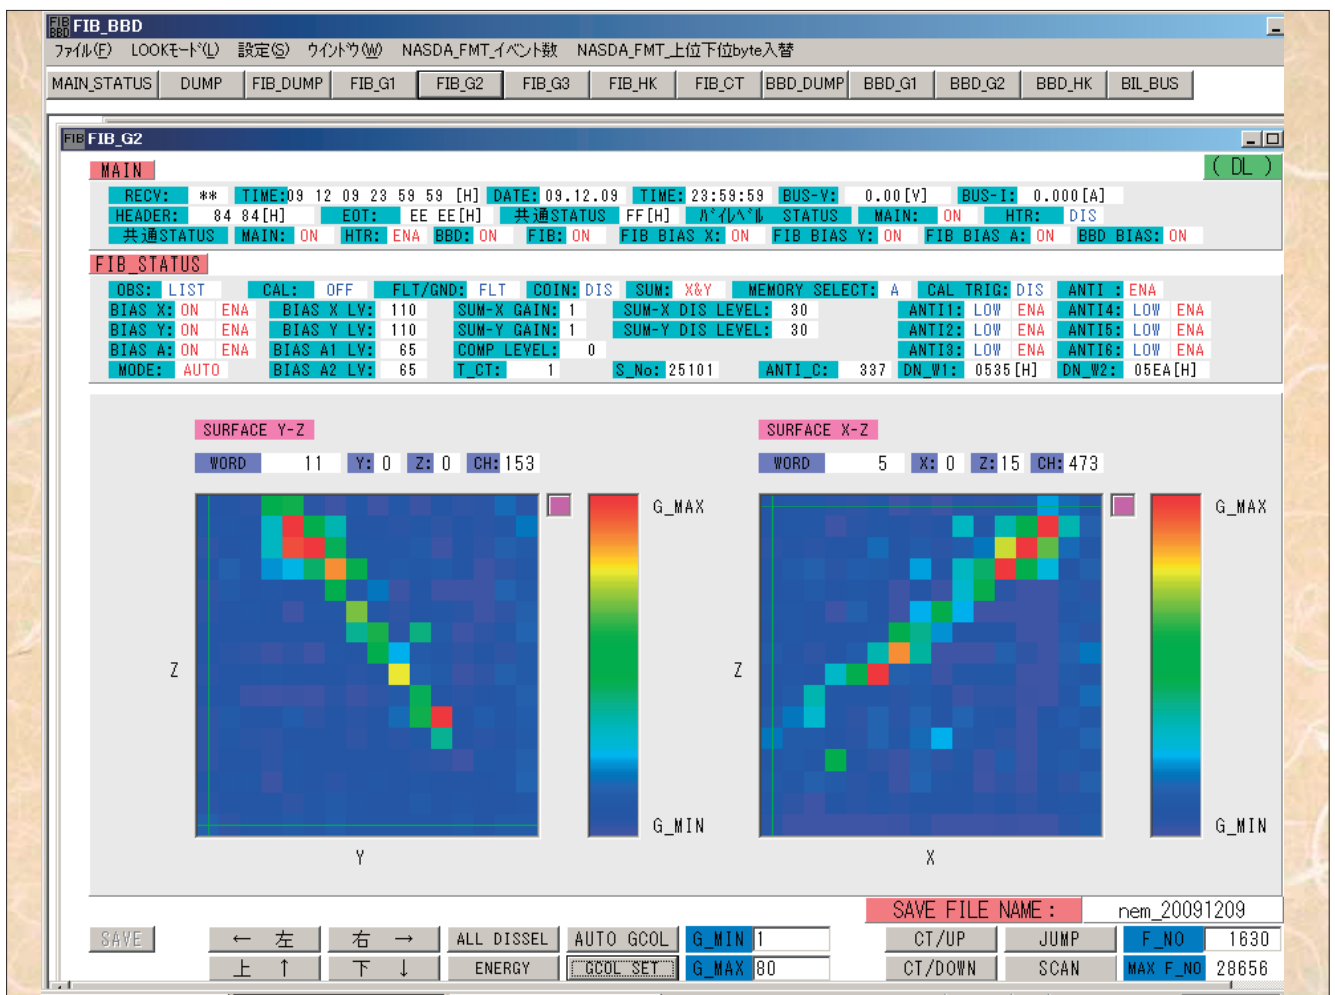 FIB BBD FIB_BBD
ファイル(F) LOOKモード(L) 設定(S) ウインドウ(W) NASDA_FMT_イベント数 NASDA_FMT_上位下位byte入替
MAIN_STATUS DUMP FIB_DUMP FIB_G1 FIB_G2 FIB_G3 FIB_HK FIB_CT BBD_DUMP BBD_G1 BBD_G2 BBD_HK BIL_BUS
FIB FIB_G2
MAIN ( DL )
RECV: ** TIME:09 12 09 23 59 59 [H] DATE: 09.12.09 TIME: 23:59:59 BUS-V: 0.00[V] BUS-I: 0.000[A]
HEADER: 84 84[H] EOT: EE EE[H] 共通STATUS FF[H] バイレベル STATUS MAIN: ON HTR: DIS
共通STATUS MAIN: ON HTR: ENA BBD: ON FIB: ON FIB BIAS X: ON FIB BIAS Y: ON FIB BIAS A: ON BBD BIAS: ON
FIB_STATUS
OBS: LIST CAL: OFF FLT/GND: FLT COIN: DIS SUM: X&Y MEMORY SELECT: A CAL TRIG: DIS ANTI : ENA
BIAS X: ON ENA BIAS X LV: 110 SUM-X GAIN: 1 SUM-X DIS LEVEL: 30 ANTI1: LOW ENA ANTI4: LOW ENA
BIAS Y: ON ENA BIAS Y LV: 110 SUM-Y GAIN: 1 SUM-Y DIS LEVEL: 30 ANTI2: LOW ENA ANTI5: LOW ENA
BIAS A: ON ENA BIAS A1 LV: 65 COMP LEVEL: 0 ANTI3: LOW ENA ANTI6: LOW ENA
MODE: AUTO BIAS A2 LV: 65 T_CT: 1 S_No: 25101 ANTI_C: 337 DN_W1: 0535[H] DN_W2: 05EA[H]
SURFACE Y-Z SURFACE X-Z
WORD 11 Y: 0 Z: 0 CH: 153 WORD 5 X: 0 Z: 15 CH: 473
G_MAX G_MAX
Z Z
G_MIN G_MIN
Y X
SAVE FILE NAME : nem_20091209
SAVE ← 左 右 → ALL DISSEL AUTO GCOL G_MIN 1 CT/UP JUMP F_NO 1630
上 ↑ 下 ↓ ENERGY GCOL SET G_MAX 80 CT/DOWN SCAN MAX F_NO 28656